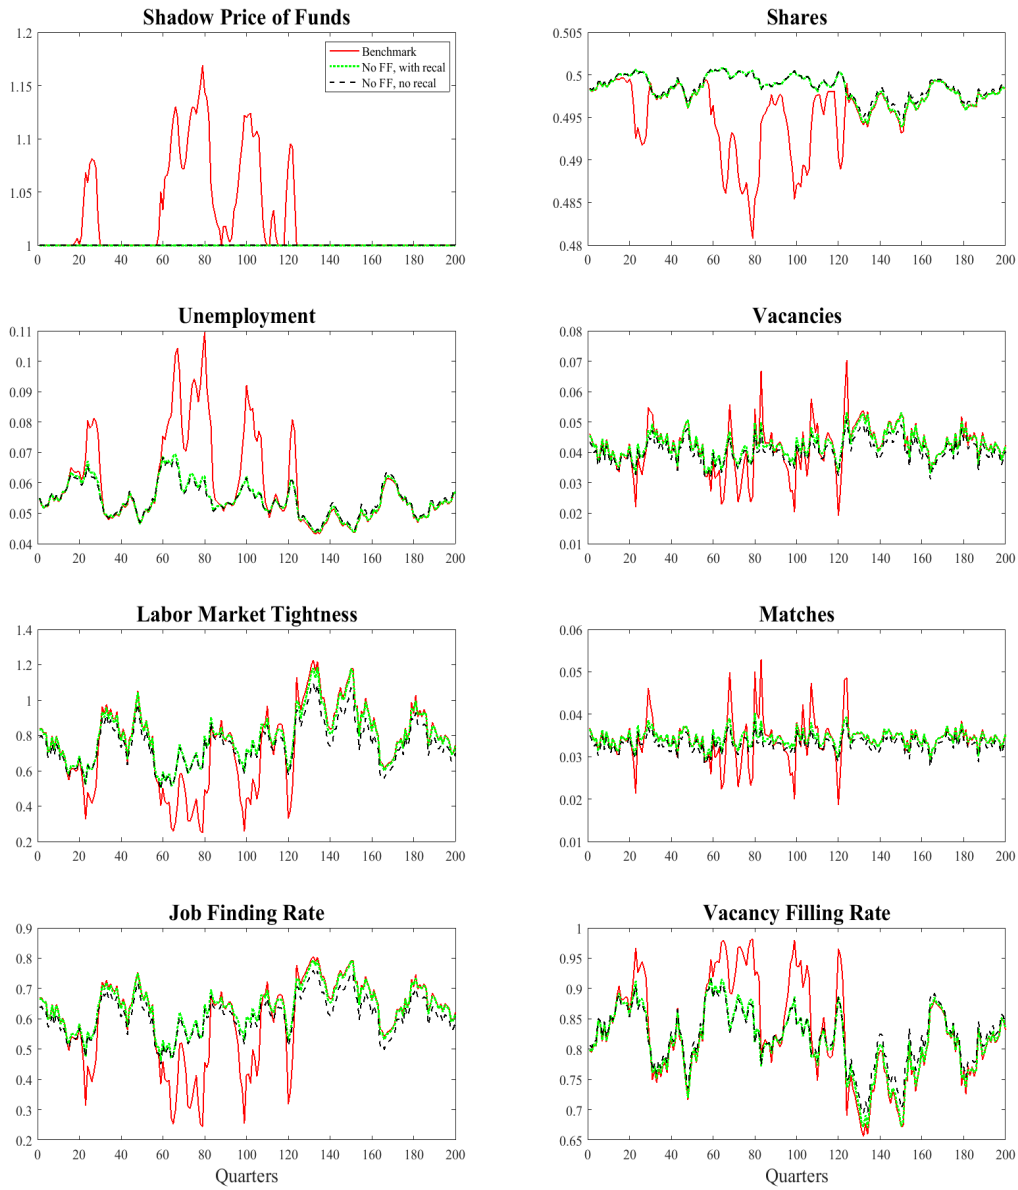 Shadow Price of Funds
1.2
1.15
1.1
1.05
1
0 20 40 60 80 100 120 140 160 180 200
Benchmark
No FF, with recal
No FF, no recal
Shares
0.505
0.5
0.495
0.49
0.485
0.48
0 20 40 60 80 100 120 140 160 180 200
Unemployment
0.11
0.1
0.09
0.08
0.07
0.06
0.05
0.04
0 20 40 60 80 100 120 140 160 180 200
Vacancies
0.08
0.07
0.06
0.05
0.04
0.03
0.02
0.01
0 20 40 60 80 100 120 140 160 180 200
Labor Market Tightness
1.4
1.2
1
0.8
0.6
0.4
0.2
0 20 40 60 80 100 120 140 160 180 200
Matches
0.06
0.05
0.04
0.03
0.02
0.01
0 20 40 60 80 100 120 140 160 180 200
Job Finding Rate
0.9
0.8
0.7
0.6
0.5
0.4
0.3
0.2
0 20 40 60 80 100 120 140 160 180 200
Quarters
Vacancy Filling Rate
1
0.95
0.9
0.85
0.8
0.75
0.7
0.65
0 20 40 60 80 100 120 140 160 180 200
Quarters